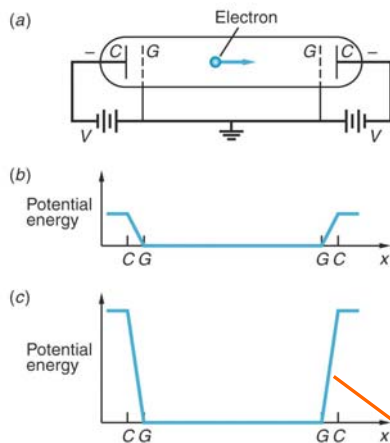 (a)
Electron
− C G G C −
V V
(b)
Potential
energy
C G G C x
(c)
Potential
energy
C G G C x